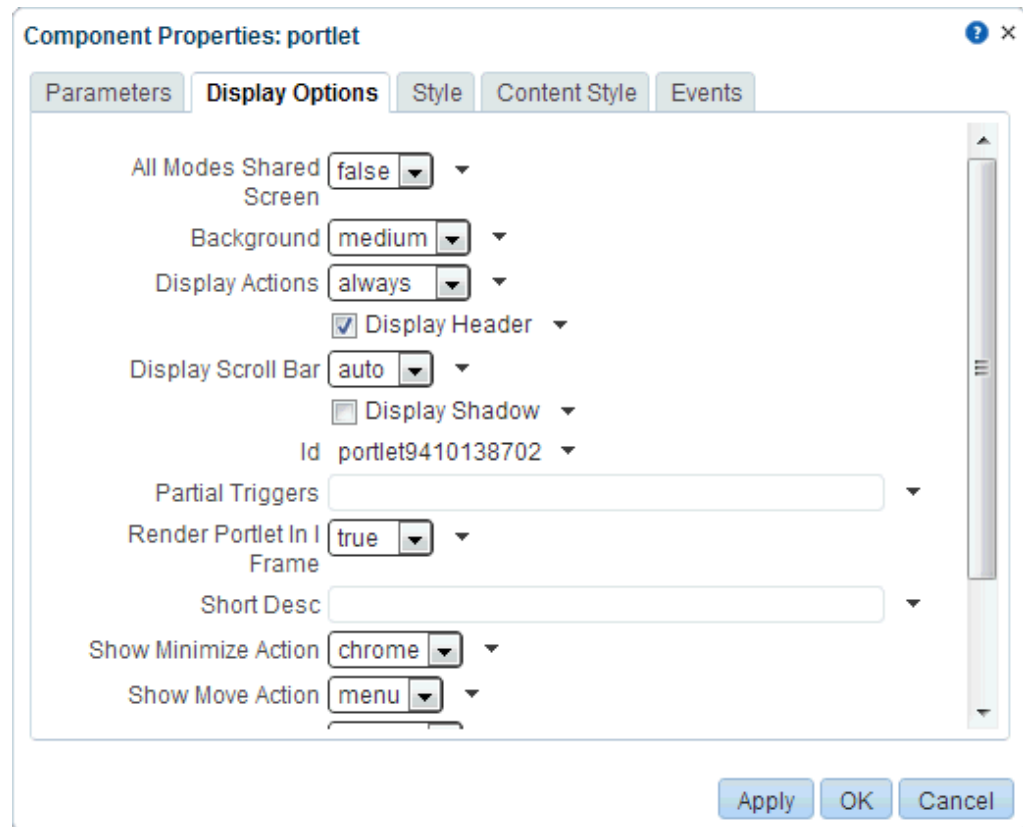 Component Properties: portlet
Parameters Display Options Style Content Style Events
All Modes Shared Screen false
Background medium
Display Actions always
Display Header
Display Scroll Bar auto
Display Shadow
Id portlet9410138702
Partial Triggers
Render Portlet In I Frame true
Short Desc
Show Minimize Action chrome
Show Move Action menu
Apply OK Cancel